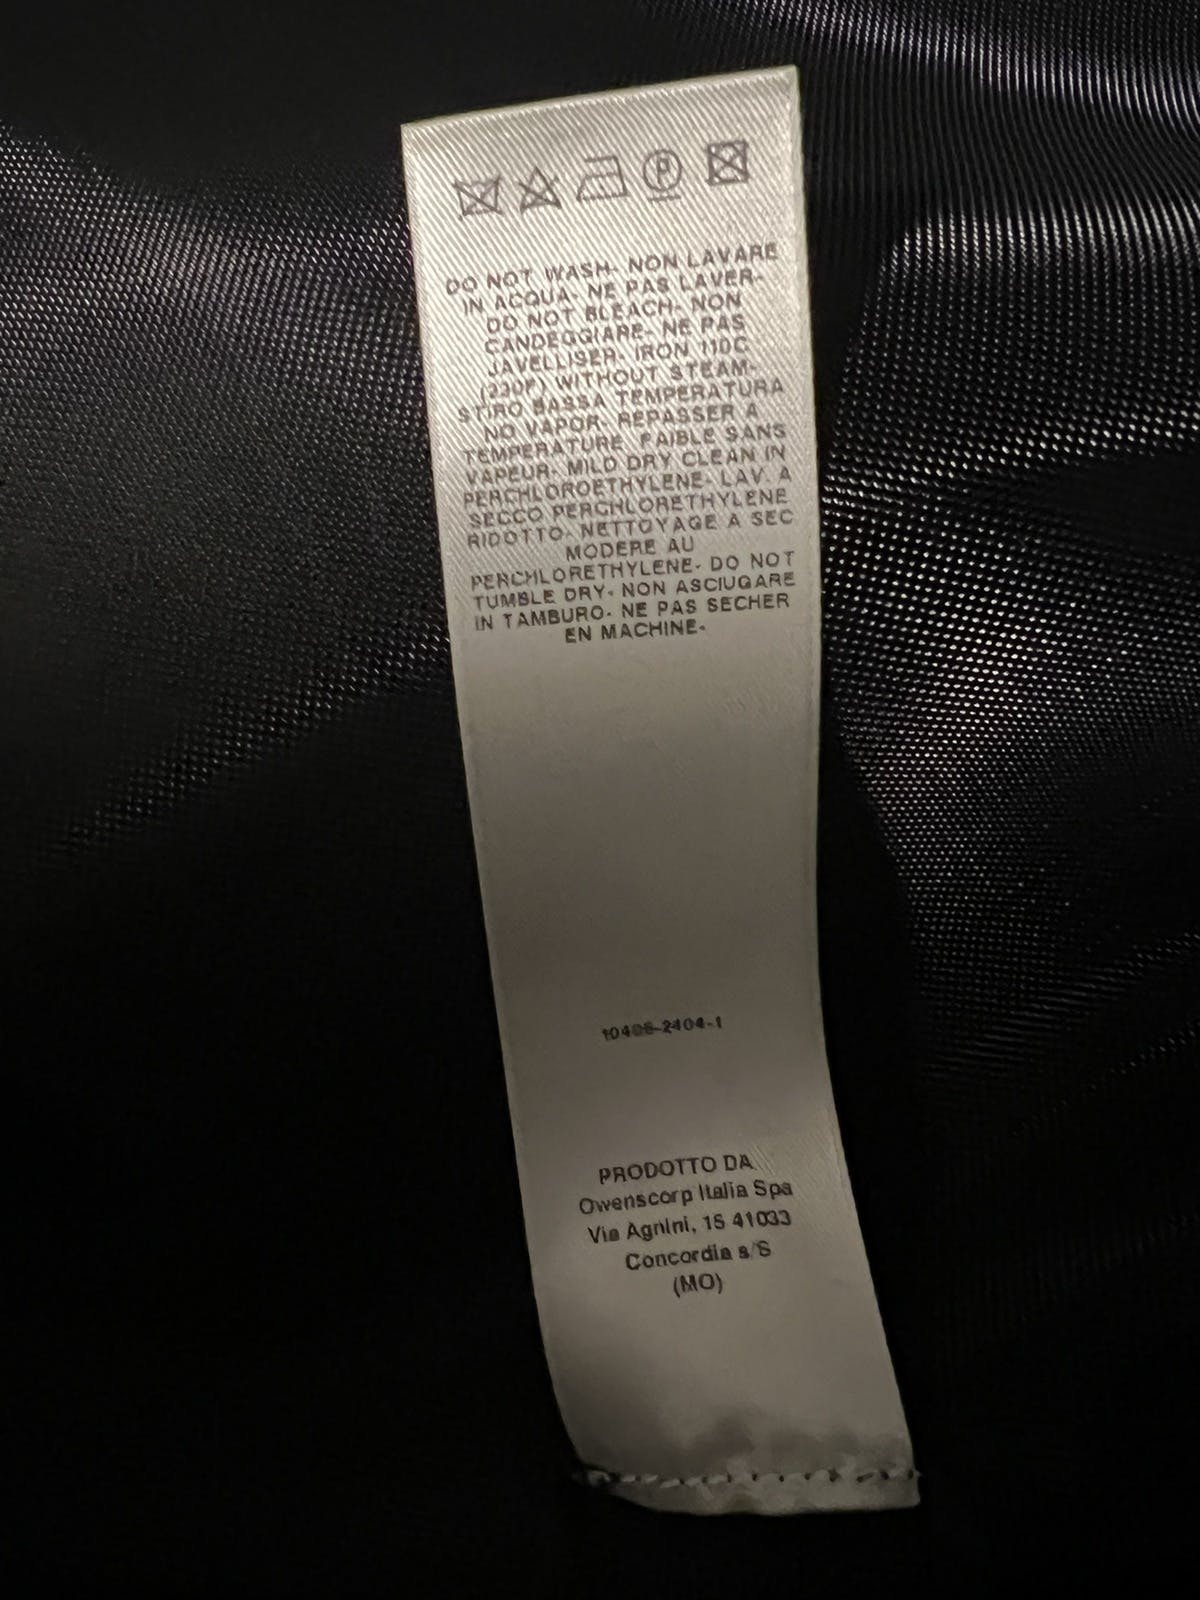 P
DO NOT WASH- NON LAVARE
IN ACQUA- NE PAS LAVER-
DO NOT BLEACH- NON
CANDEGGIARE- NE PAS
JAVELLISER- IRON 110C
(230F) WITHOUT STEAM-
STIRO BASSA TEMPERATURA
NO VAPOR- REPASSER A
TEMPERATURE FAIBLE SANS
VAPEUR- MILD DRY CLEAN IN
PERCHLOROETHYLENE- LAV. A
SECCO PERCHLORETHYLENE
RIDOTTO- NETTOYAGE A SEC
MODERE AU
PERCHLORETHYLENE- DO NOT
TUMBLE DRY- NON ASCIUGARE
IN TAMBURO- NE PAS SECHER
EN MACHINE-
PRODOTTO DA
Owenscorp Italia Spa
Via Agnini, 15 41033
Concordia s/S
(MO)